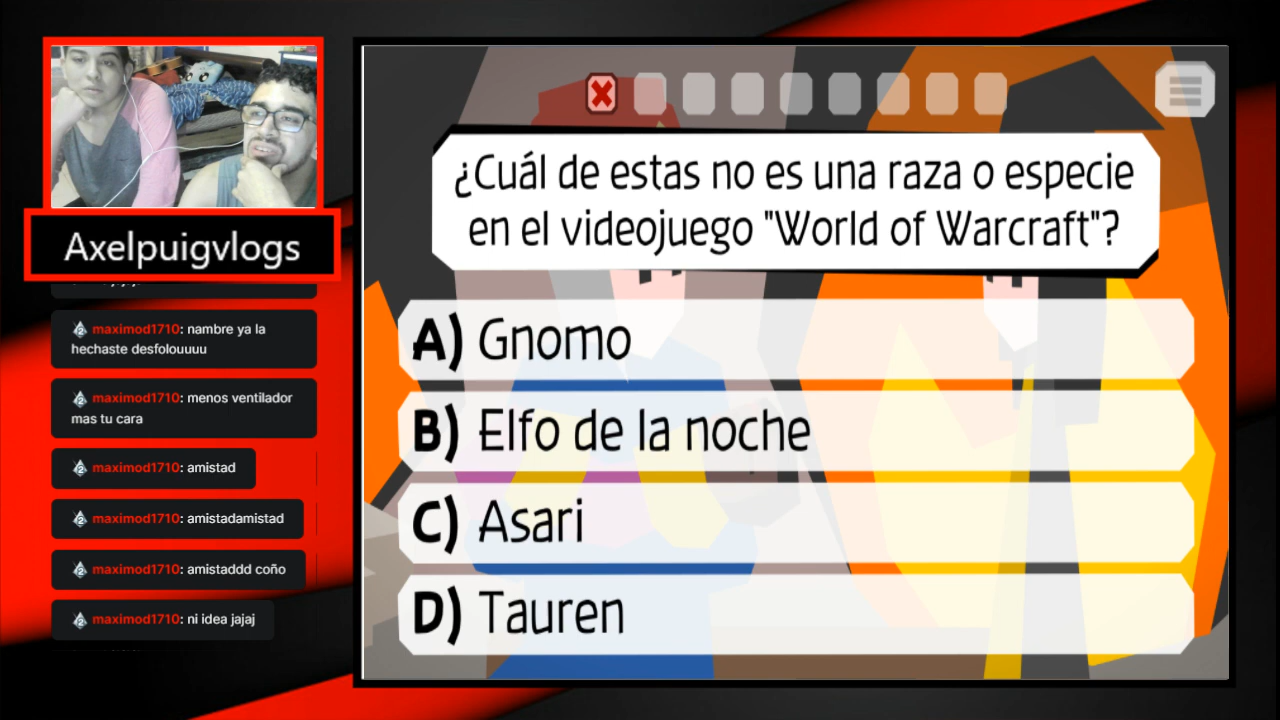 Axelpuigvlogs
maximod1710: nambre ya la
hechaste desfolouuuu
maximod1710: menos ventilador
mas tu cara
maximod1710: amistad
maximod1710: amistadamistad
maximod1710: amistaddd coño
maximod1710: ni idea jajaj
¿Cuál de estas no es una raza o especie
en el videojuego "World of Warcraft"?
A) Gnomo
B) Elfo de la noche
C) Asari
D) Tauren